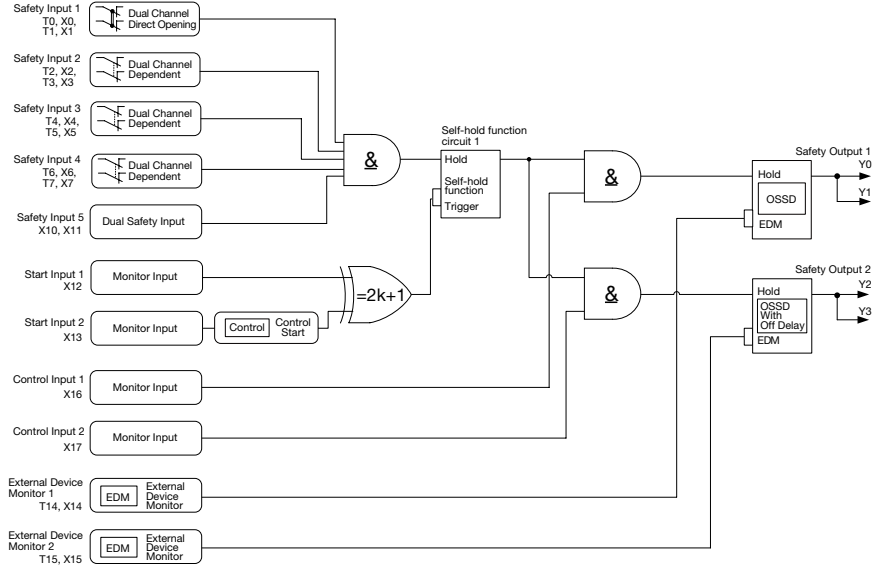 Safety Input 1
T0, X0,
T1, X1
Dual Channel
Direct Opening
Safety Input 2
T2, X2,
T3, X3
Dual Channel
Dependent
Safety Input 3
T4, X4,
T5, X5
Dual Channel
Dependent
Safety Input 4
T6, X6,
T7, X7
Dual Channel
Dependent
Safety Input 5
X10, X11
Dual Safety Input
Start Input 1
X12
Monitor Input
Start Input 2
X13
Monitor Input
Control
Control
Start
Control Input 1
X16
Monitor Input
Control Input 2
X17
Monitor Input
External Device
Monitor 1
T14, X14
EDM
External
Device
Monitor
External Device
Monitor 2
T15, X15
EDM
External
Device
Monitor
&
=2k+1
Self-hold function
circuit 1
Hold
Self-hold
function
Trigger
&
&
Safety Output 1
Hold
OSSD
EDM
Y0
Y1
Safety Output 2
Hold
OSSD
With
Off Delay
EDM
Y2
Y3